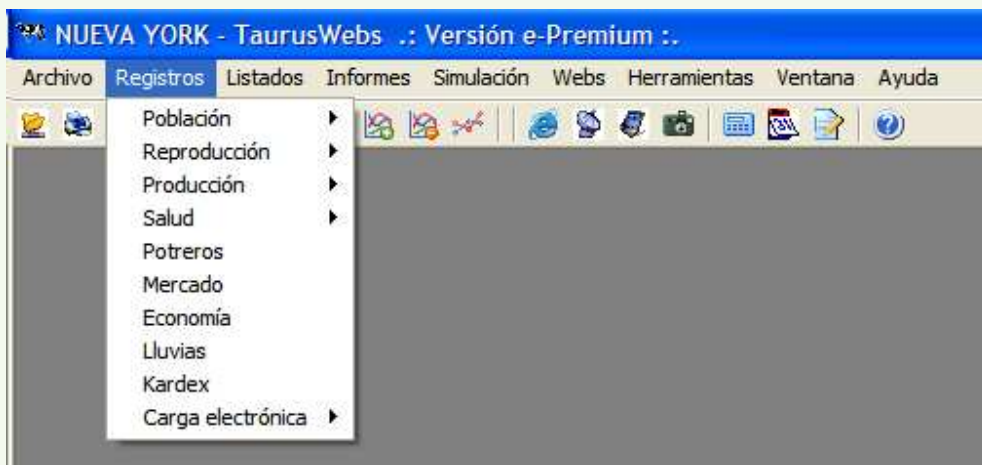 NUEVA YORK - TaurusWebs .: Versión e-Premium :.
Archivo Registros Listados Informes Simulación Webs Herramientas Ventana Ayuda
Población
Reproducción
Producción
Salud
Potreros
Mercado
Economía
Lluvias
Kardex
Carga electrónica